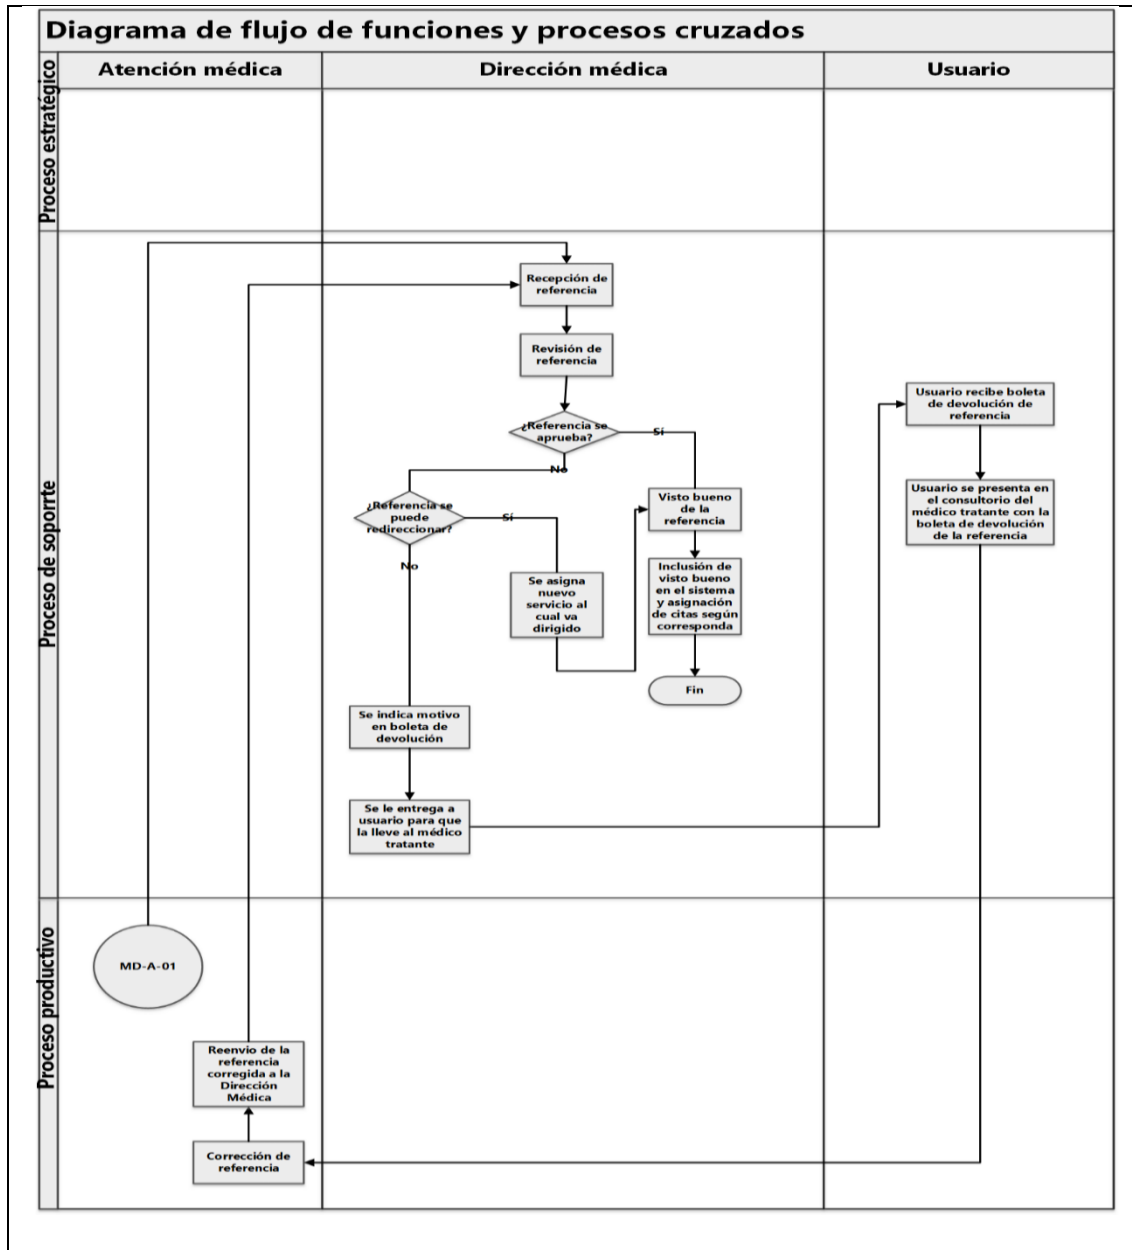 Diagrama de flujo de funciones y procesos cruzados
Atención médica
Dirección médica
Usuario
Proceso estratégico
Proceso de soporrte
Recepción de
referencia
Revisión de
referencia
¿Referencia se
aprueba?
Sí
No
¿Referencia se
puede
redireccionar?
Sí
No
Se asigna
nuevo
servicio al
cual va
dirigido
Visto bueno
de la
referencia
Inclusión de
visto bueno
en el sistema
y asignación
de citas según
corresponda
Fin
Se indica motivo
en boleta de
devolución
Se le entrega a
usuario para que
la lleve al médico
tratante
Usuario recibe boleta
de devolución de
referencia
Usuario se presenta en
el consultorio del
médico tratante con la
boleta de devolución
de la referencia
Proceso productivo
MD-A-01
Reenvio de la
referencia
corregida a la
Dirección
Médica
Corrección de
referencia